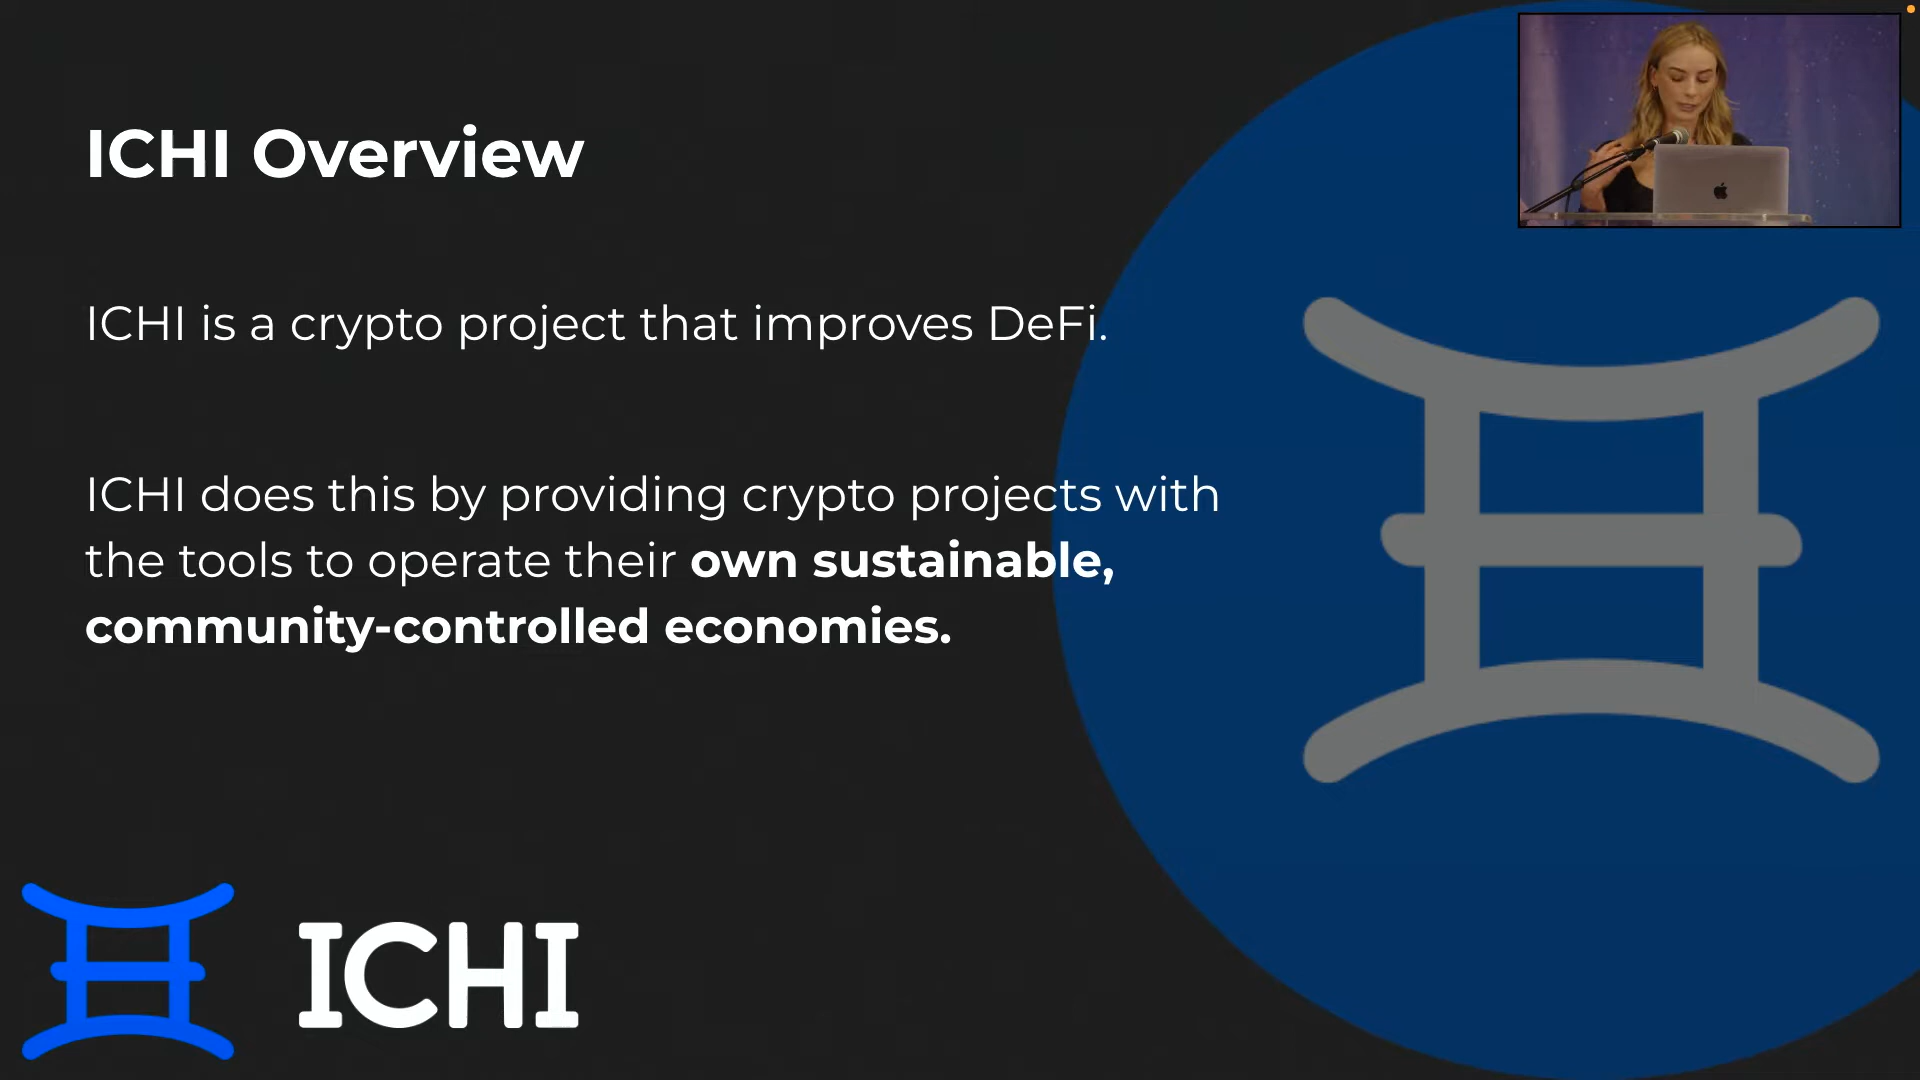 ICHI Overview
ICHI is a crypto project that improves DeFi.
ICHI does this by providing crypto projects with
the tools to operate their own sustainable,
community-controlled economies.
ICHI